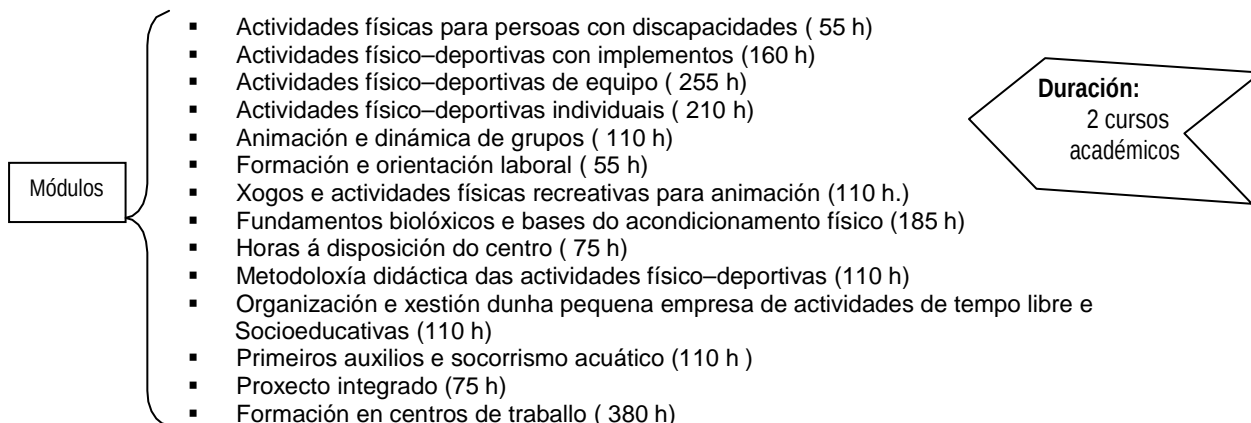 Módulos
▪ Actividades físicas para persoas con discapacidades ( 55 h)
▪ Actividades físico–deportivas con implementos (160 h)
▪ Actividades físico–deportivas de equipo ( 255 h)
▪ Actividades físico–deportivas individuais ( 210 h)
▪ Animación e dinámica de grupos ( 110 h)
▪ Formación e orientación laboral ( 55 h)
▪ Xogos e actividades físicas recreativas para animación (110 h.)
▪ Fundamentos biolóxicos e bases do acondicionamento físico (185 h)
▪ Horas á disposición do centro ( 75 h)
▪ Metodoloxía didáctica das actividades físico–deportivas (110 h)
▪ Organización e xestión dunha pequena empresa de actividades de tempo libre e
Socioeducativas (110 h)
▪ Primeiros auxilios e socorrismo acuático (110 h )
▪ Proxecto integrado (75 h)
▪ Formación en centros de traballo ( 380 h)
Duración:
2 cursos
académicos